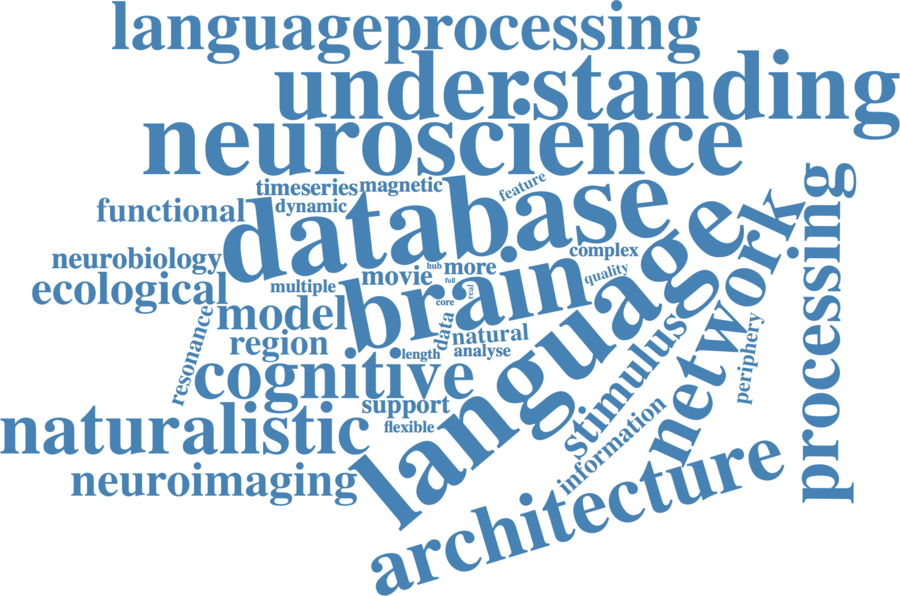 languageprocessing
understanding
neuroscience
timeseries
magnetic
feature
dynamic
functional
database
language
network
processing
neurobiology
complex
ecological
multiple
movie
hub
more
full
quality
brain
core
real
model
data
natural
region
resonance
length
analyse
stimulus
periphery
cognitive
support
flexible
naturalistic
information
neuroimaging
architecture